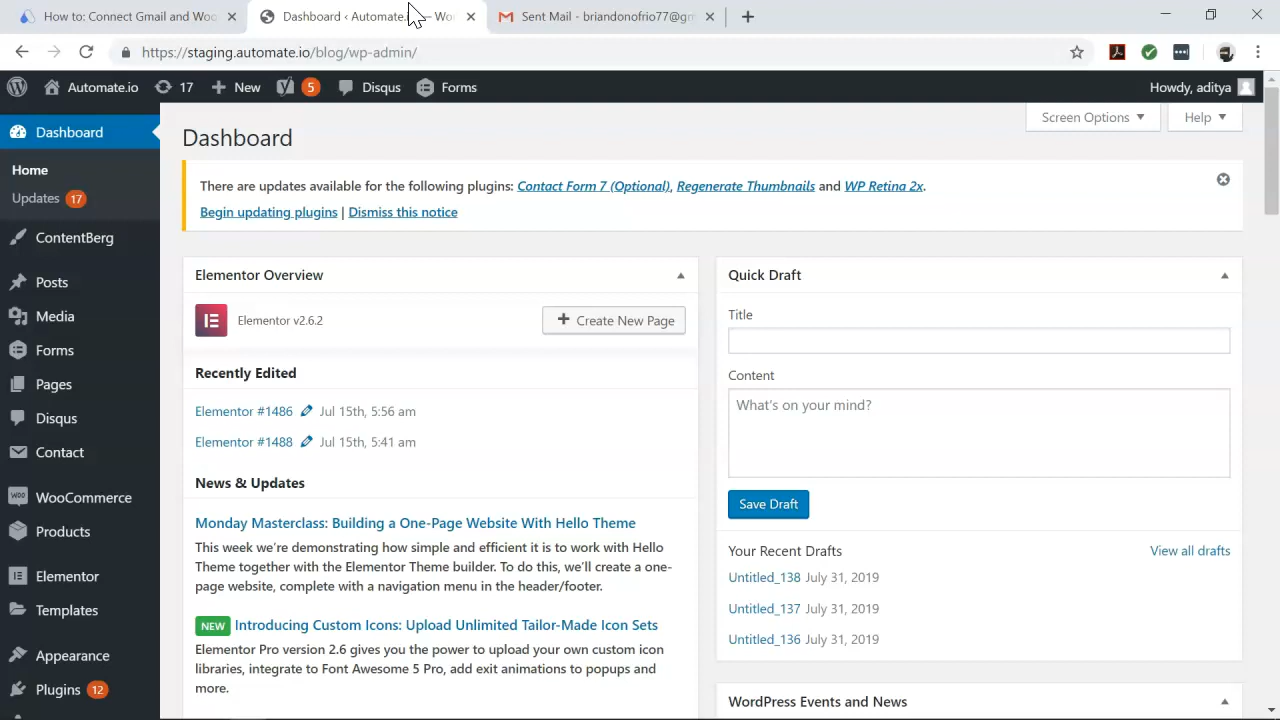 How to: Connect Gmail and Woo
Dashboard ‹ Automate. — Wo
Sent Mail - briandonofrio77@gm
https://staging.automate.io/blog/wp-admin/
Automate.io
17
New
5
Disqus
Forms
Howdy, aditya
Dashboard
Home
Updates 17
ContentBerg
Posts
Media
Forms
Pages
Disqus
Contact
WooCommerce
Products
Elementor
Templates
Appearance
Plugins 12
Screen Options
Help
Dashboard
There are updates available for the following plugins: Contact Form 7 (Optional), Regenerate Thumbnails and WP Retina 2x.
Begin updating plugins | Dismiss this notice
Elementor Overview
Elementor v2.6.2
Create New Page
Recently Edited
Elementor #1486 Jul 15th, 5:56 am
Elementor #1488 Jul 15th, 5:41 am
News & Updates
Monday Masterclass: Building a One-Page Website With Hello Theme
This week we're demonstrating how simple and efficient it is to work with Hello
Theme together with the Elementor Theme builder. To do this, we'll create a one-
page website, complete with a navigation menu in the header/footer.
NEW Introducing Custom Icons: Upload Unlimited Tailor-Made Icon Sets
Elementor Pro version 2.6 gives you the power to upload your own custom icon
libraries, integrate to Font Awesome 5 Pro, add exit animations to popups and
more.
Quick Draft
Title
Content
What's on your mind?
Save Draft
Your Recent Drafts
View all drafts
Untitled_138 July 31, 2019
Untitled_137 July 31, 2019
Untitled_136 July 31, 2019
WordPress Events and News